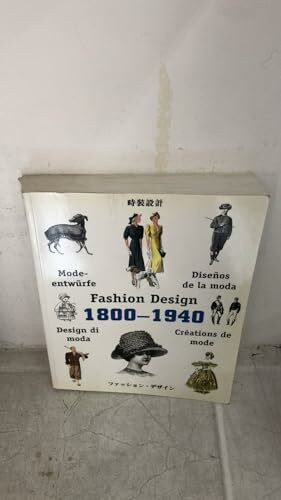 時裝設計
Mode-
entwürfe
Diseños
de la moda
Fashion Design
1800–1940
Design di
moda
Créations de
mode
ファッション・デザイン